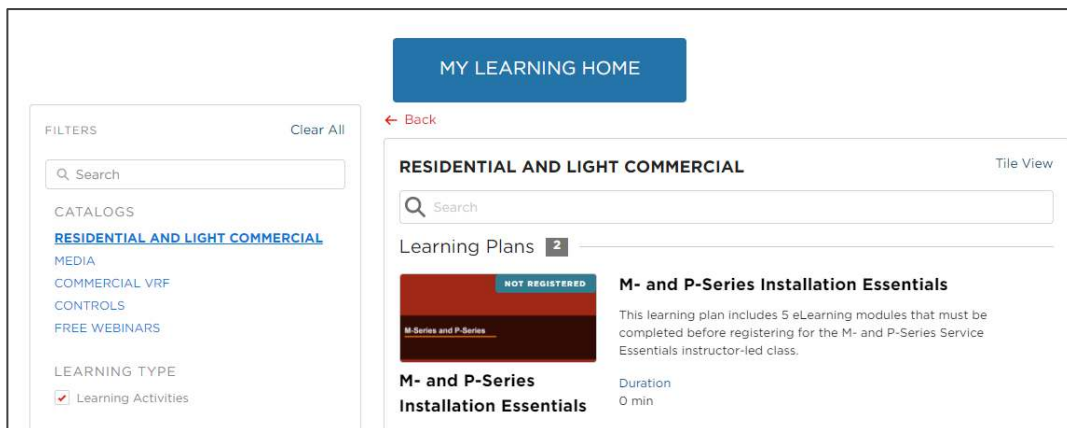 MY LEARNING HOME
FILTERS
Clear All
Search
CATALOGS
RESIDENTIAL AND LIGHT COMMERCIAL
MEDIA
COMMERCIAL VRF
CONTROLS
FREE WEBINARS
LEARNING TYPE
Learning Activities
← Back
RESIDENTIAL AND LIGHT COMMERCIAL
Tile View
Search
Learning Plans 2
NOT REGISTERED
M-Series and P-Series
M- and P-Series
Installation Essentials
M- and P-Series Installation Essentials
This learning plan includes 5 eLearning modules that must be
completed before registering for the M- and P-Series Service
Essentials instructor-led class.
Duration
0 min